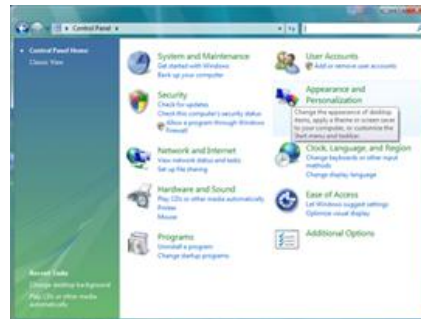 Control Panel
Control Panel Home
Classic View
System and Maintenance
Get started with Windows
Back up your computer
Security
Check for updates
Check this computer's security status
Allow a program through Windows
Firewall
Network and Internet
View network status and tasks
Set up file sharing
Hardware and Sound
Play CDs or other media automatically
Printer
Mouse
Programs
Uninstall a program
Change startup programs
User Accounts
Add or remove user accounts
Appearance and
Personalization
Change the appearance of desktop
items, apply a theme or screen saver
to your computer, or customize the
Start menu and taskbar.
Clock, Language, and Region
Change keyboards or other input
methods
Change display language
Ease of Access
Let Windows suggest settings
Optimize visual display
Additional Options
Recent Tasks
Change desktop background
Play CDs or other media
automatically